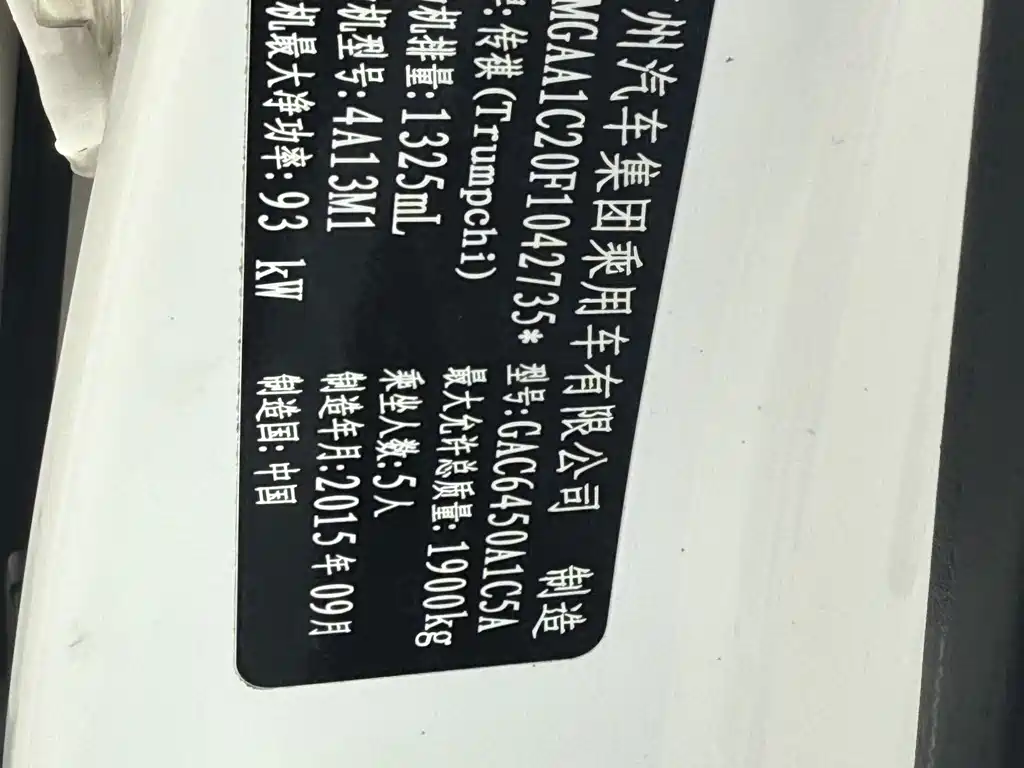 州汽车集团乘用车有限公司 制造
MGAA1C20F1042735*
型号:GAC6450A1C5A
:传祺(Trumpchi)
最大允许总质量:1900kg
机排量:1325mL
乘坐人数:5人
机型号:4A13M1
制造年月:2015年09月
机最大净功率:93 kW
制造国:中国